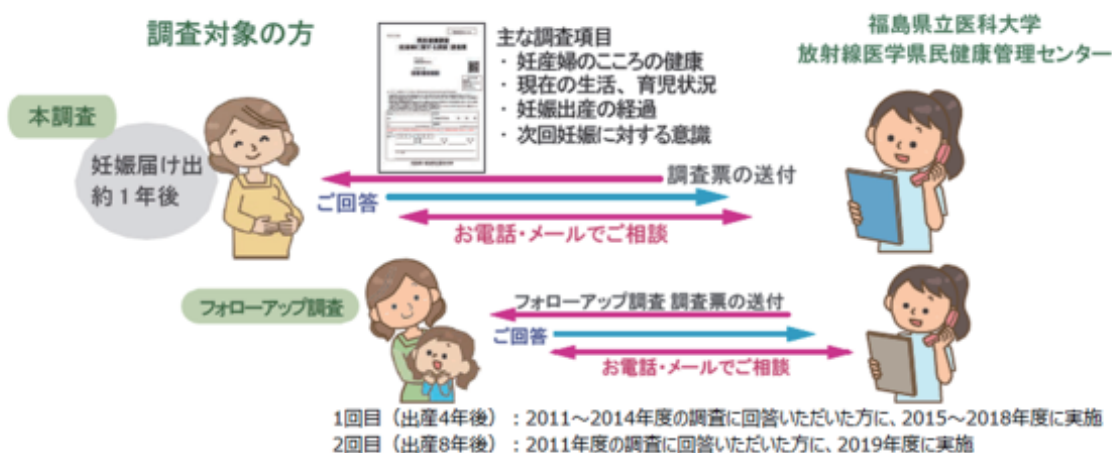 調査対象の方
福島県立医科大学
放射線医学県民健康管理センター
主な調査項目
・ 妊産婦のこころの健康
・ 現在の生活、育児状況
・ 妊娠出産の経過
・ 次回妊娠に対する意識
本調査
妊娠届け出
約１年後
調査票の送付
ご回答
お電話・メールでご相談
フォローアップ調査
フォローアップ調査 調査票の送付
ご回答
お電話・メールでご相談
1回目（出産4年後）：2011～2014年度の調査に回答いただいた方に、2015～2018年度に実施
2回目（出産8年後）：2011年度の調査に回答いただいた方に、2019年度に実施